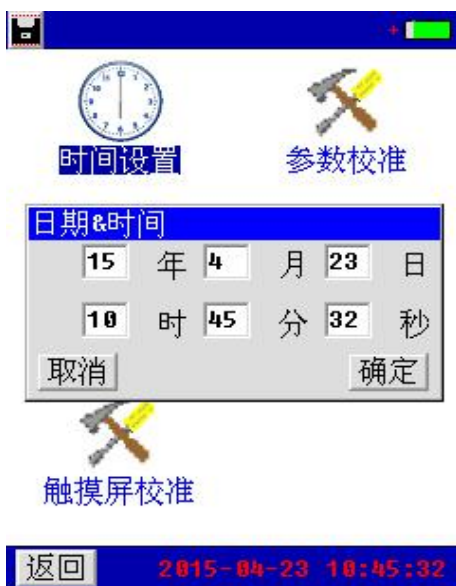 +
时间设置 参数校准
日期&时间
15 年 4 月 23 日
10 时 45 分 32 秒
取消 确定
触摸屏校准
返回 2015-04-23 10:45:32